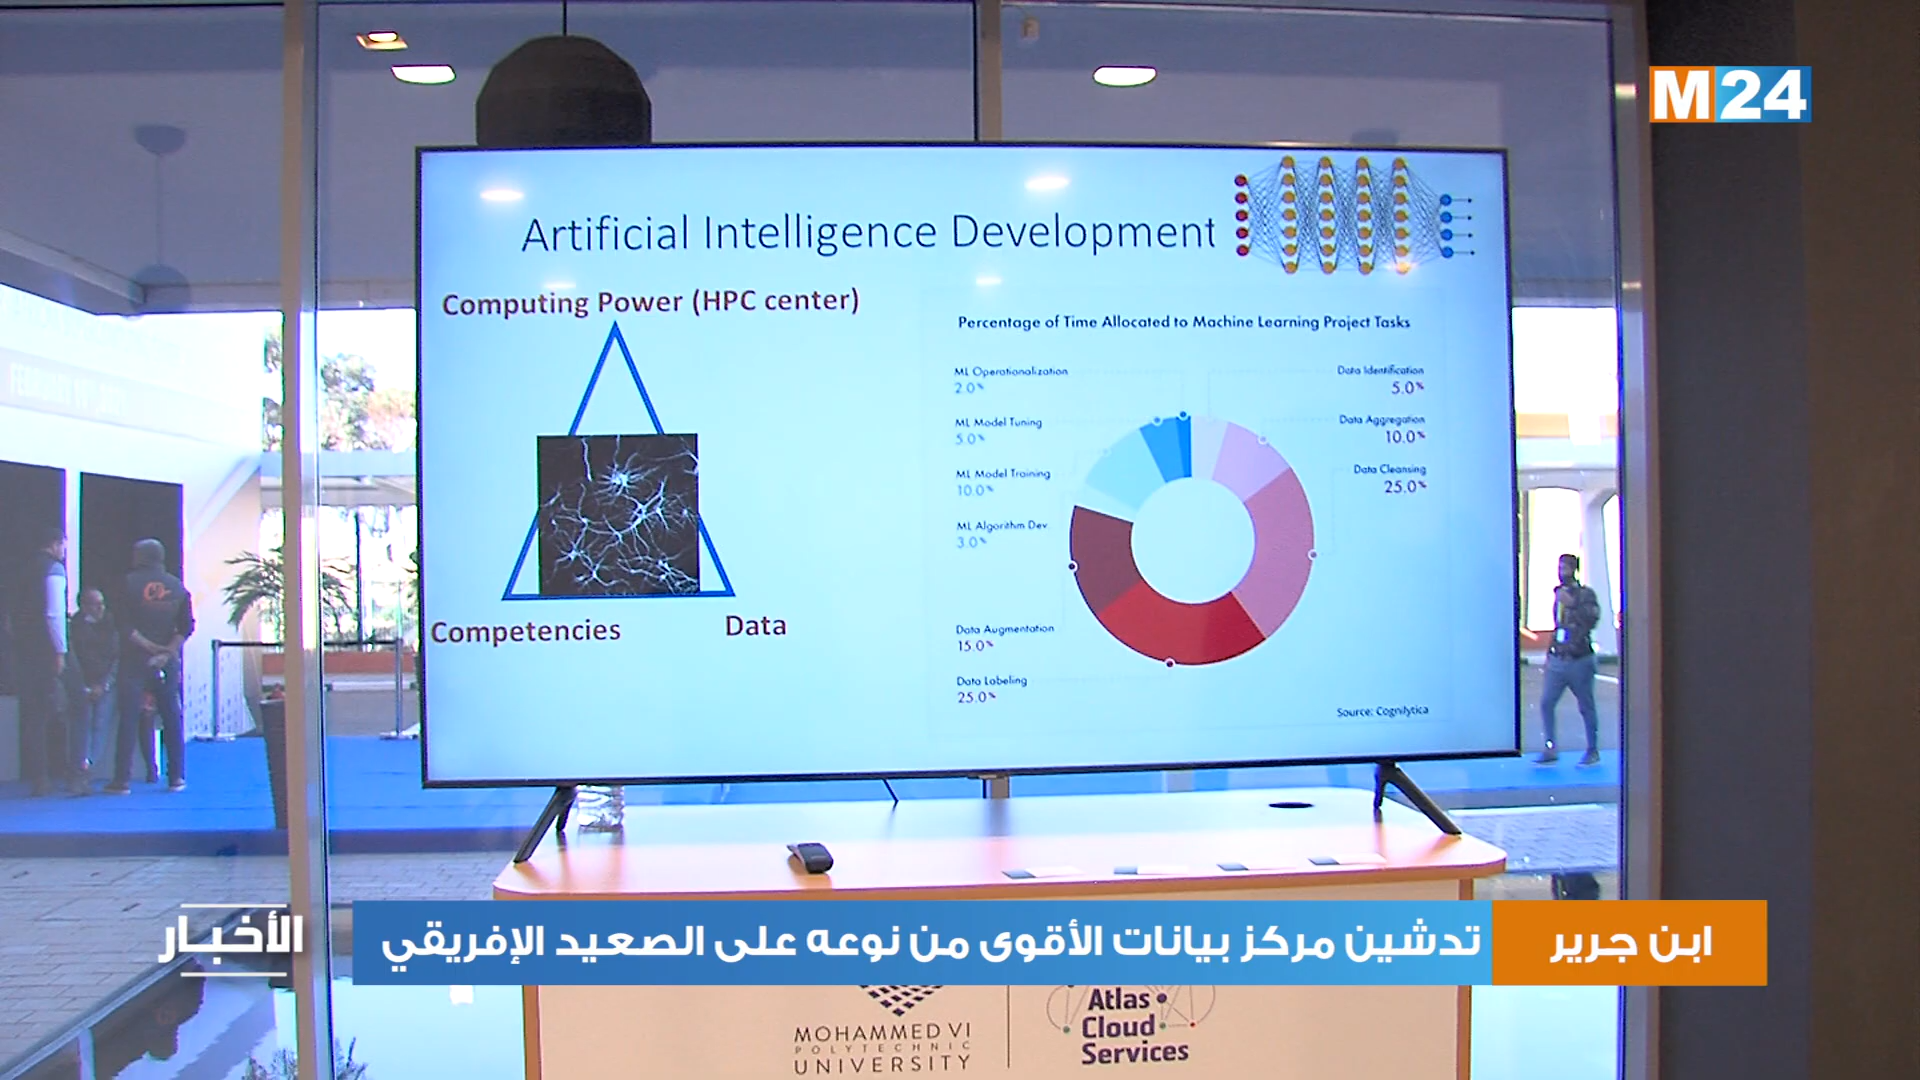 M24
Artificial Intelligence Development
Computing Power (HPC center)
Competencies
Data
Percentage of Time Allocated to Machine Learning Project Tasks
ML Operationalization
2.0%
ML Model Tuning
5.0%
ML Model Training
10.0%
ML Algorithm Dev.
3.0%
Data Augmentation
15.0%
Data Labeling
25.0%
Data Identification
5.0%
Data Aggregation
10.0%
Data Cleansing
25.0%
Source: Cognilytica
ابن جرير
تدشين مركز بيانات الأقوى من نوعه على الصعيد الإفريقي
الأخبار
MOHAMMED VI
POLYTECHNIC
UNIVERSITY
Atlas
Cloud
Services